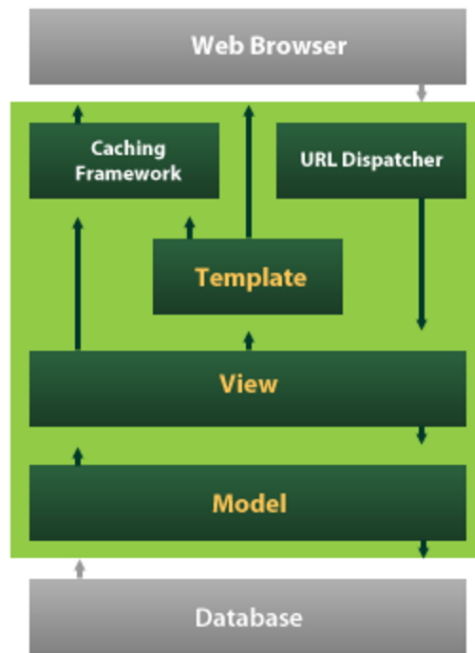 Web Browser
Caching
Framework
URL Dispatcher
Template
View
Model
Database